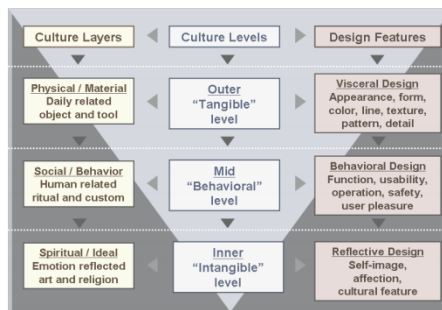 Culture Layers
Culture Levels
Design Features
Physical / Material
Daily related
object and tool
Outer
“Tangible”
level
Visceral Design
Appearance, form,
color, line, texture,
pattern, detail
Social / Behavior
Human related
ritual and custom
Mid
“Behavioral”
level
Behavioral Design
Function, usability,
operation, safety,
user pleasure
Spiritual / Ideal
Emotion reflected
art and religion
Inner
“Intangible”
level
Reflective Design
Self-image,
affection,
cultural feature